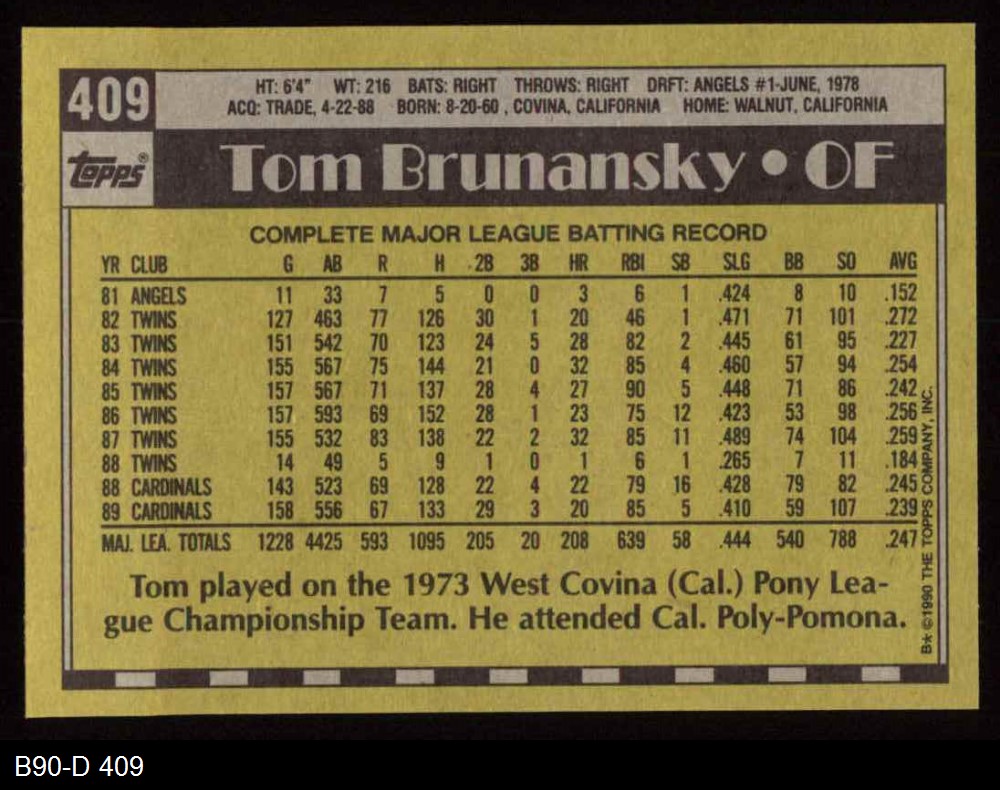 409
HT: 6'4" WT: 216 BATS: RIGHT THROWS: RIGHT DRFT: ANGELS #1-JUNE, 1978
ACQ: TRADE, 4-22-88 BORN: 8-20-60 , COVINA, CALIFORNIA HOME: WALNUT, CALIFORNIA
Topps®
Tom Brunansky • OF
COMPLETE MAJOR LEAGUE BATTING RECORD
YR CLUB G AB R H 2B 3B HR RBI SB SLG BB SO AVG
81 ANGELS 11 33 7 5 0 0 3 6 1 .424 8 10 .152
82 TWINS 127 463 77 126 30 1 20 46 1 .471 71 101 .272
83 TWINS 151 542 70 123 24 5 28 82 2 .445 61 95 .227
84 TWINS 155 567 75 144 21 0 32 85 4 .460 57 94 .254
85 TWINS 157 567 71 137 28 4 27 90 5 .448 71 86 .242
86 TWINS 157 593 69 152 28 1 23 75 12 .423 53 98 .256
87 TWINS 155 532 83 138 22 2 32 85 11 .489 74 104 .259
88 TWINS 14 49 5 9 1 0 1 6 1 .265 7 11 .184
88 CARDINALS 143 523 69 128 22 4 22 79 16 .428 79 82 .245
89 CARDINALS 158 556 67 133 29 3 20 85 5 .410 59 107 .239
MAJ. LEA. TOTALS 1228 4425 593 1095 205 20 208 639 58 .444 540 788 .247
Tom played on the 1973 West Covina (Cal.) Pony Lea-
gue Championship Team. He attended Cal. Poly-Pomona.
B* ©1990 THE TOPPS COMPANY, INC.
B90-D 409